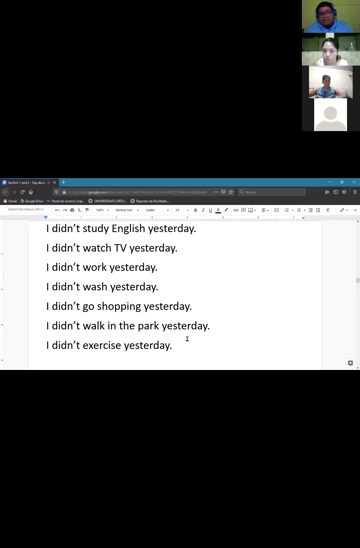 I didn't study English yesterday.
I didn't watch TV yesterday.
I didn't work yesterday.
I didn't wash yesterday.
I didn't go shopping yesterday.
I didn't walk in the park yesterday.
I didn't exercise yesterday.